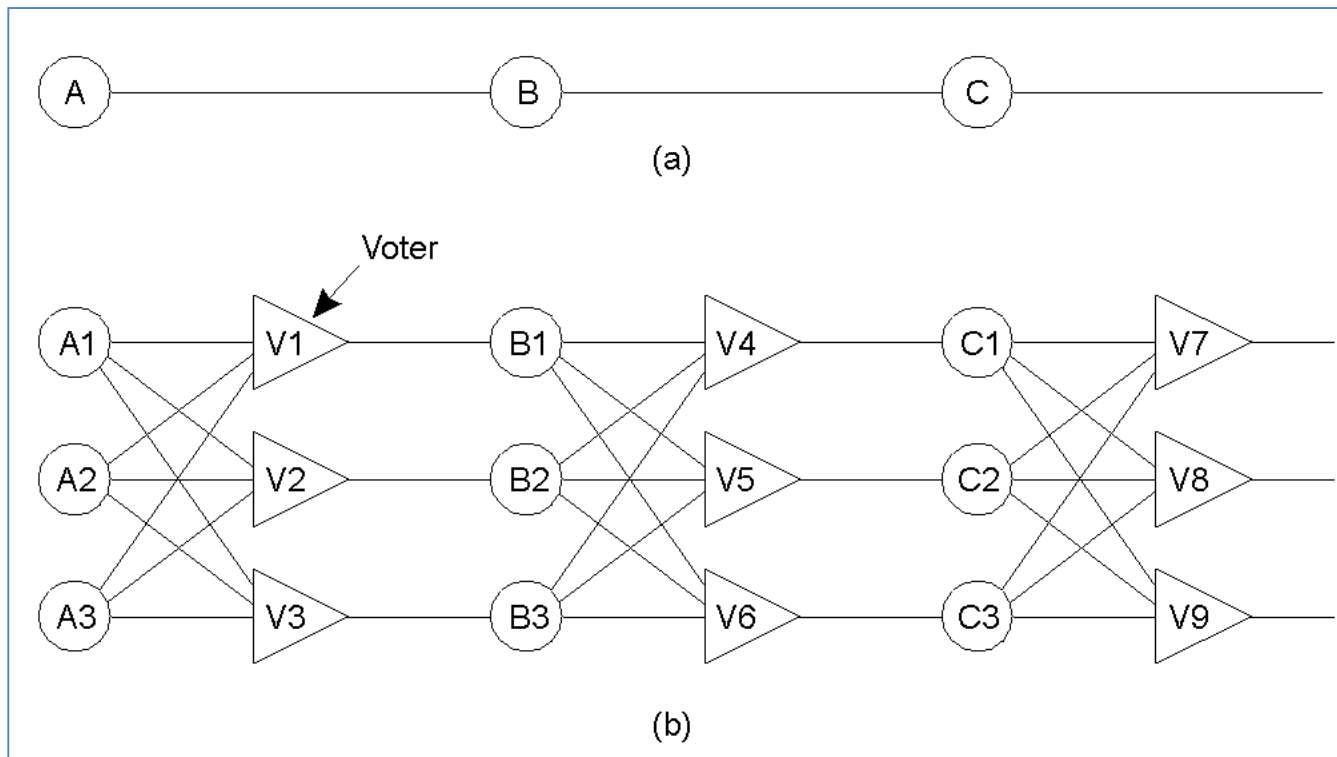 A B C
(a)
Voter
A1 V1 B1 V4 C1 V7
A2 V2 B2 V5 C2 V8
A3 V3 B3 V6 C3 V9
(b)